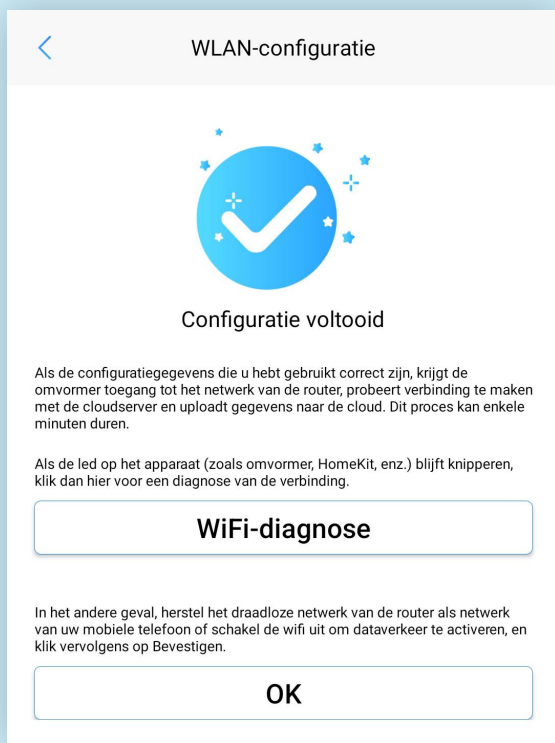 WLAN-configuratie
Configuratie voltooid
Als de configuratiegegevens die u hebt gebruikt correct zijn, krijgt de
omvormer toegang tot het netwerk van de router, probeert verbinding te maken
met de cloudserver en uploadt gegevens naar de cloud. Dit proces kan enkele
minuten duren.
Als de led op het apparaat (zoals omvormer, HomeKit, enz.) blijft knipperen,
klik dan hier voor een diagnose van de verbinding.
WiFi-diagnose
In het andere geval, herstel het draadloze netwerk van de router als netwerk
van uw mobiele telefoon of schakel de wifi uit om dataverkeer te activeren, en
klik vervolgens op Bevestigen.
OK